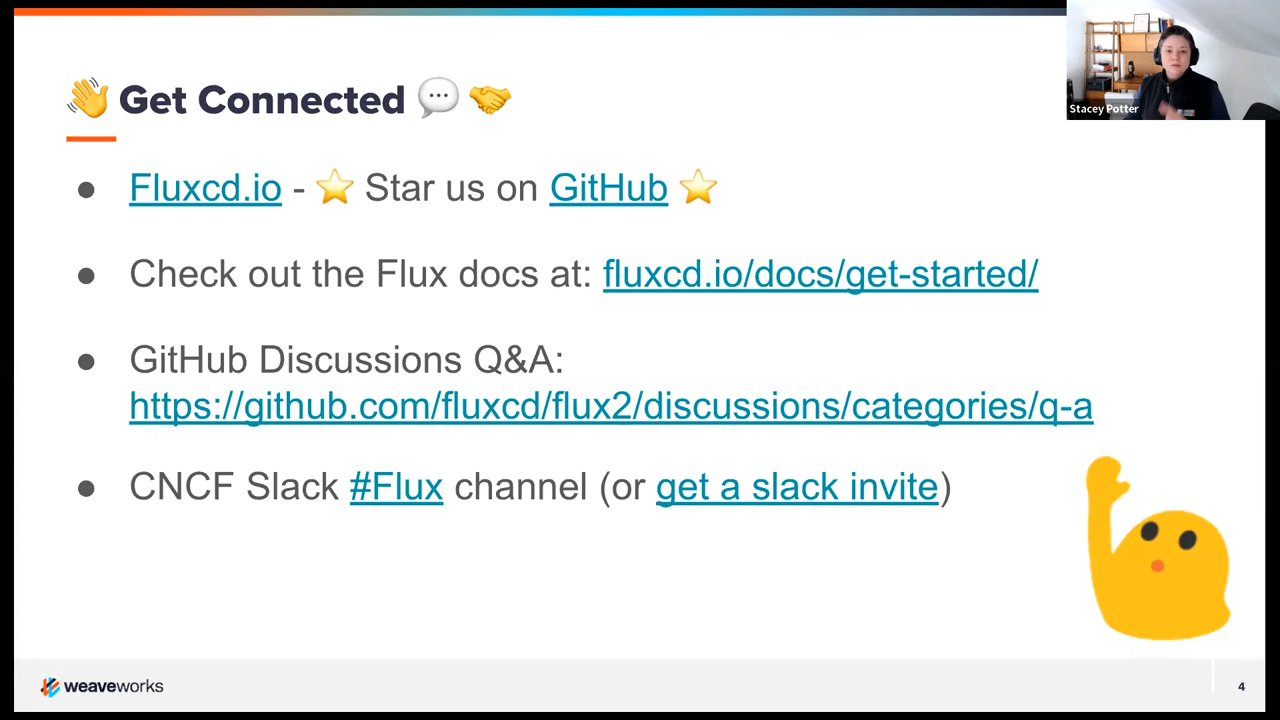 👋 Get Connected 💬 🤝
Stacey Potter
● Fluxcd.io - ⭐ Star us on GitHub ⭐
● Check out the Flux docs at: fluxcd.io/docs/get-started/
● GitHub Discussions Q&A:
https://github.com/fluxcd/flux2/discussions/categories/q-a
● CNCF Slack #Flux channel (or get a slack invite)
weaveworks
4